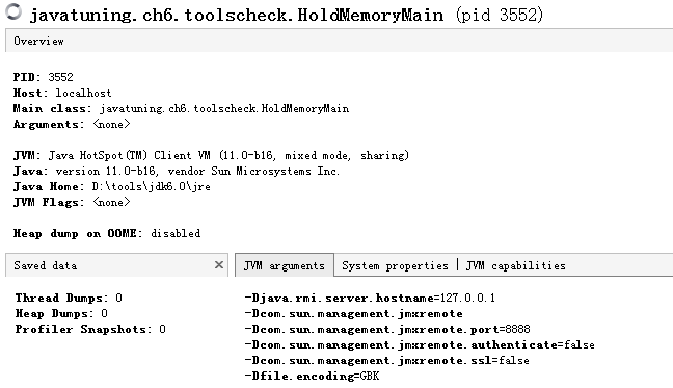 javatuning.ch6.toolscheck.HoldMemoryMain (pid 3552)
Overview
PID: 3552
Host: localhost
Main class: javatuning.ch6.toolscheck.HoldMemoryMain
Arguments: <none>
JVM: Java HotSpot(TM) Client VM (11.0-b16, mixed mode, sharing)
Java: version 11.0-b16, vendor Sun Microsystems Inc.
Java Home: D:\tools\jdk6.0\jre
JVM Flags: <none>
Heap dump on OOME: disabled
Saved data
Thread Dumps: 0
Heap Dumps: 0
Profiler Snapshots: 0
JVM arguments System properties JVM capabilities
-Djava.rmi.server.hostname=127.0.0.1
-Dcom.sun.management.jmxremote
-Dcom.sun.management.jmxremote.port=8888
-Dcom.sun.management.jmxremote.authenticate=false
-Dcom.sun.management.jmxremote.ssl=false
-Dfile.encoding=GBK